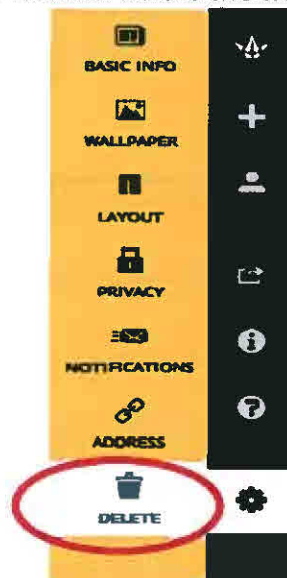 BASIC INFO
WALLPAPER
LAYOUT
PRIVACY
NOTIFICATIONS
ADDRESS
DELETE